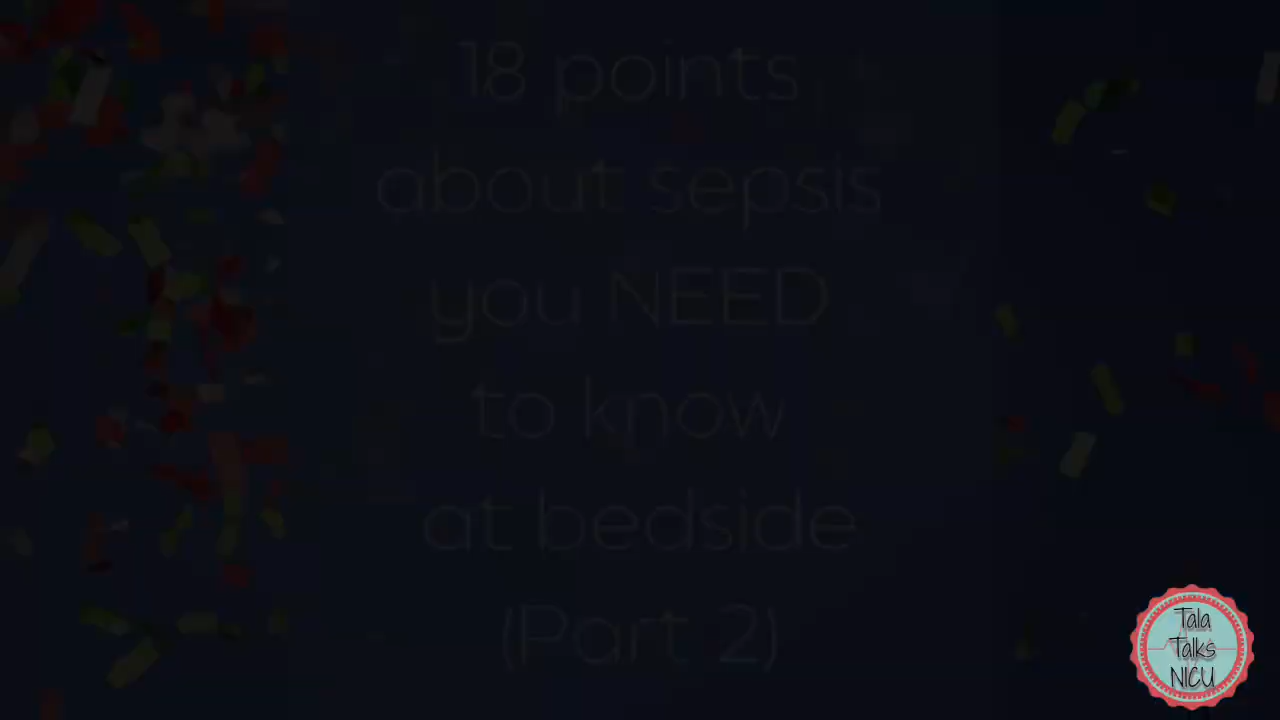 18 points
about sepsis
you NEED
to know
at bedside
(Part 2)
Tala
Talks
NICU